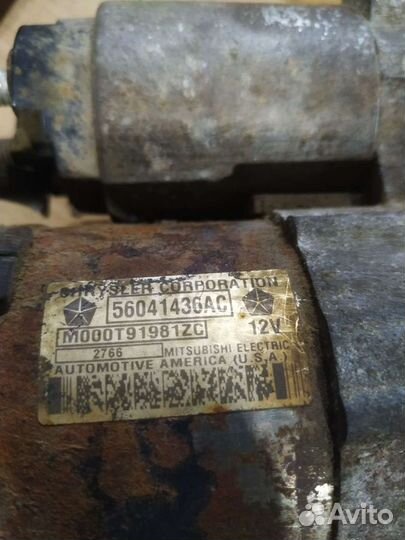 CHRYSLER CORPORATION
56041436AC
M000T91981ZC 12V
2766 MITSUBISHI ELECTRIC
AUTOMOTIVE AMERICA (U.S.A.)
Avito